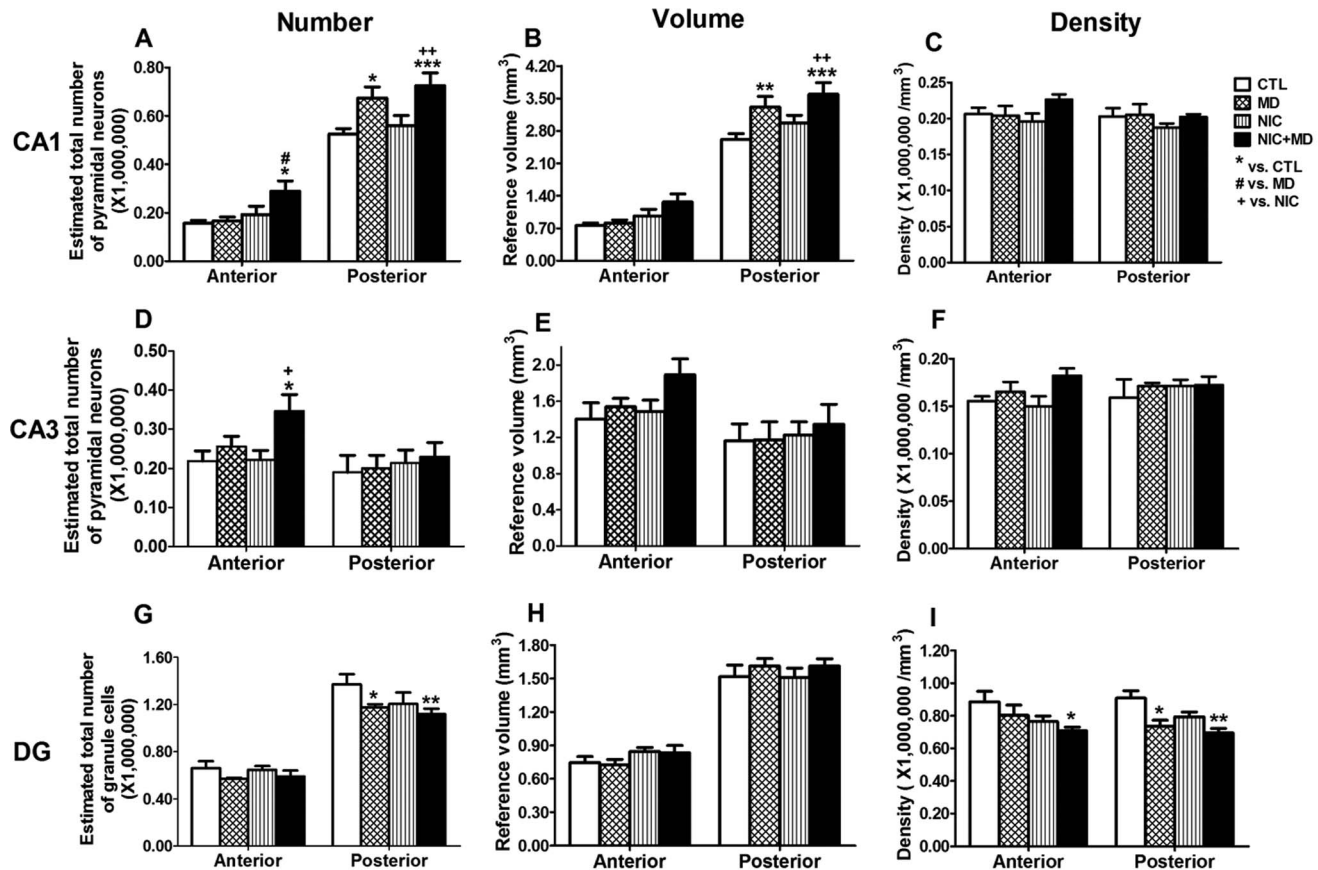 Number
Volume
Density
CA1
A
Estimated total number
of pyramidal neurons
(X1,000,000)
0.80
0.60
0.40
0.20
0.00
#
*
*
++
***
Anterior
Posterior
B
Reference volume (mm3)
4.20
3.50
2.80
2.10
1.40
0.70
0.00
**
++
***
Anterior
Posterior
C
Density ( X1,000,000 /mm3)
0.25
0.20
0.15
0.10
0.05
0.00
Anterior
Posterior
CTL
MD
NIC
NIC+MD
* vs. CTL
# vs. MD
+ vs. NIC
CA3
D
Estimated total number
of pyramidal neurons
(X1,000,000)
0.50
0.40
0.30
0.20
0.10
0.00
+
*
Anterior
Posterior
E
Reference volume (mm3)
2.0
1.6
1.2
.8
.4
0.0
Anterior
Posterior
F
Density ( X1,000,000 /mm3)
0.20
0.15
0.10
0.05
0.00
Anterior
Posterior
DG
G
Estimated total number
of granule cells
(X1,000,000)
1.60
1.20
0.80
0.40
0.00
*
**
Anterior
Posterior
H
Reference volume (mm3)
1.80
1.50
1.20
0.90
0.60
0.30
0.00
Anterior
Posterior
I
Density ( X1,000,000 /mm3)
1.20
1.00
0.80
0.60
0.40
0.20
0.00
*
*
**
Anterior
Posterior